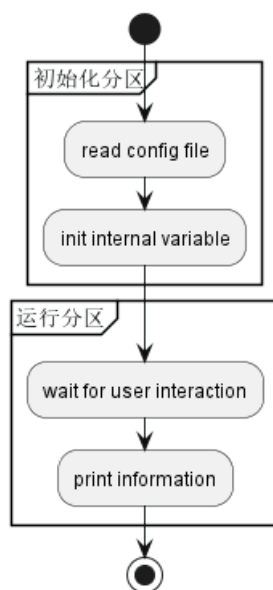 初始化分区
read config file
init internal variable
运行分区
wait for user interaction
print information